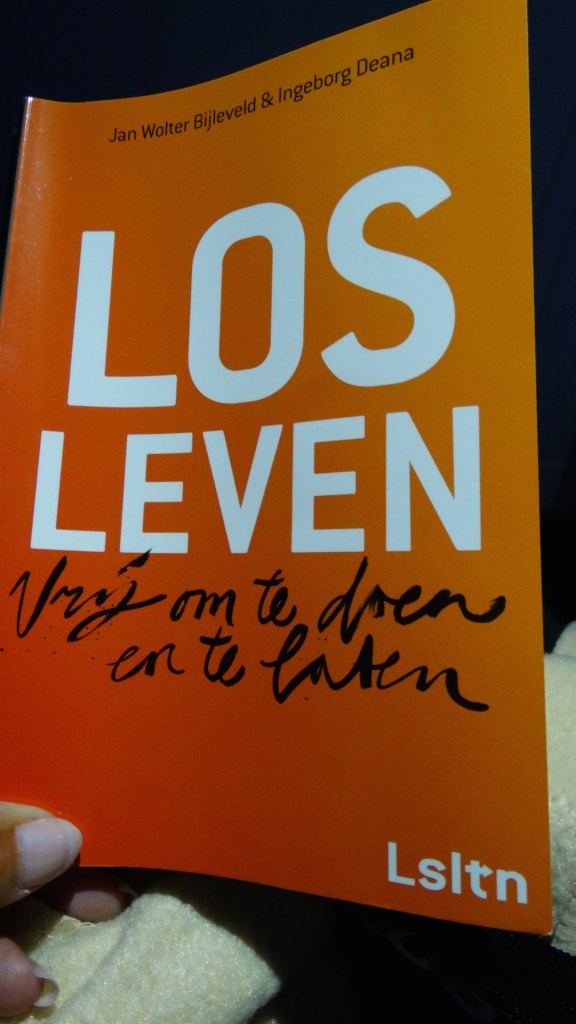 Jan Wolter Bijleveld & Ingeborg Deana
LOS
LEVEN
Vrij om te doen
en te laten
Lsltn